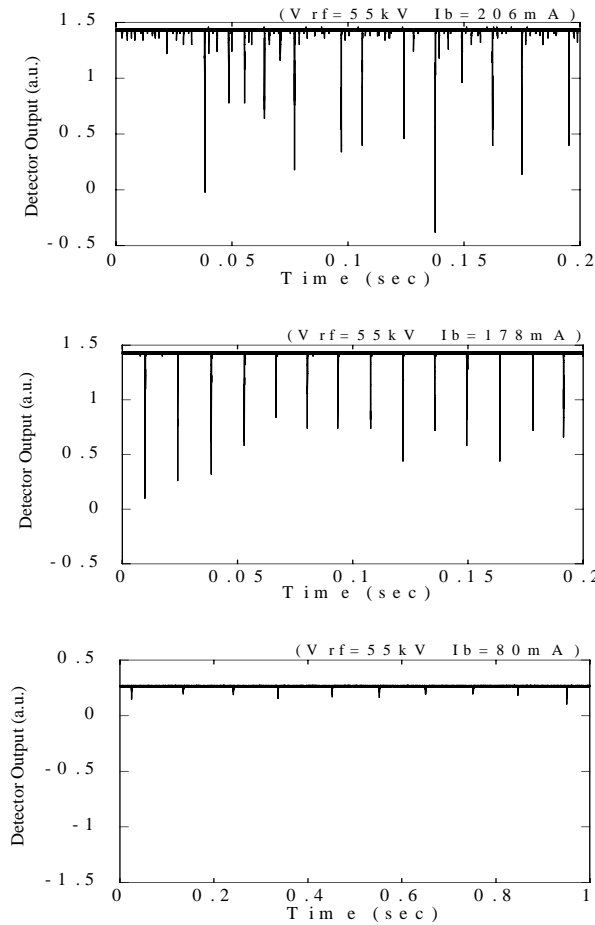 (Vrf=55kV Ib=206mA)
1.5
1
0.5
0
-0.5
Detector Output (a.u.)
0 0.05 0.1 0.15 0.2
Time (sec)
(Vrf=55kV Ib=178mA)
1.5
1
0.5
0
-0.5
Detector Output (a.u.)
0 0.05 0.1 0.15 0.2
Time (sec)
(Vrf=55kV Ib=80mA)
0.5
0
-0.5
-1
-1.5
Detector Output (a.u.)
0 0.2 0.4 0.6 0.8 1
Time (sec)